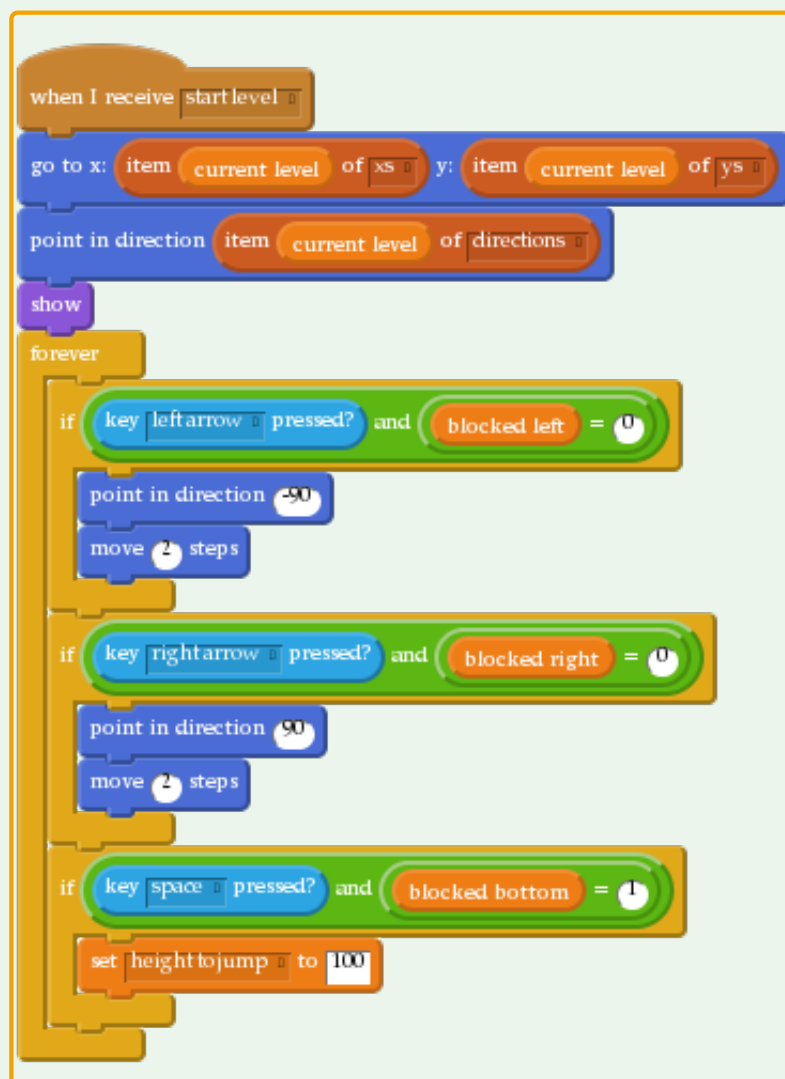 when I receive start level
go to x: item current level of xs y: item current level of ys
point in direction item current level of directions
show
forever
if key left arrow pressed? and blocked left = 0
point in direction -90
move 2 steps
if key right arrow pressed? and blocked right = 0
point in direction 90
move 2 steps
if key space pressed? and blocked bottom = 1
set height to jump to 100